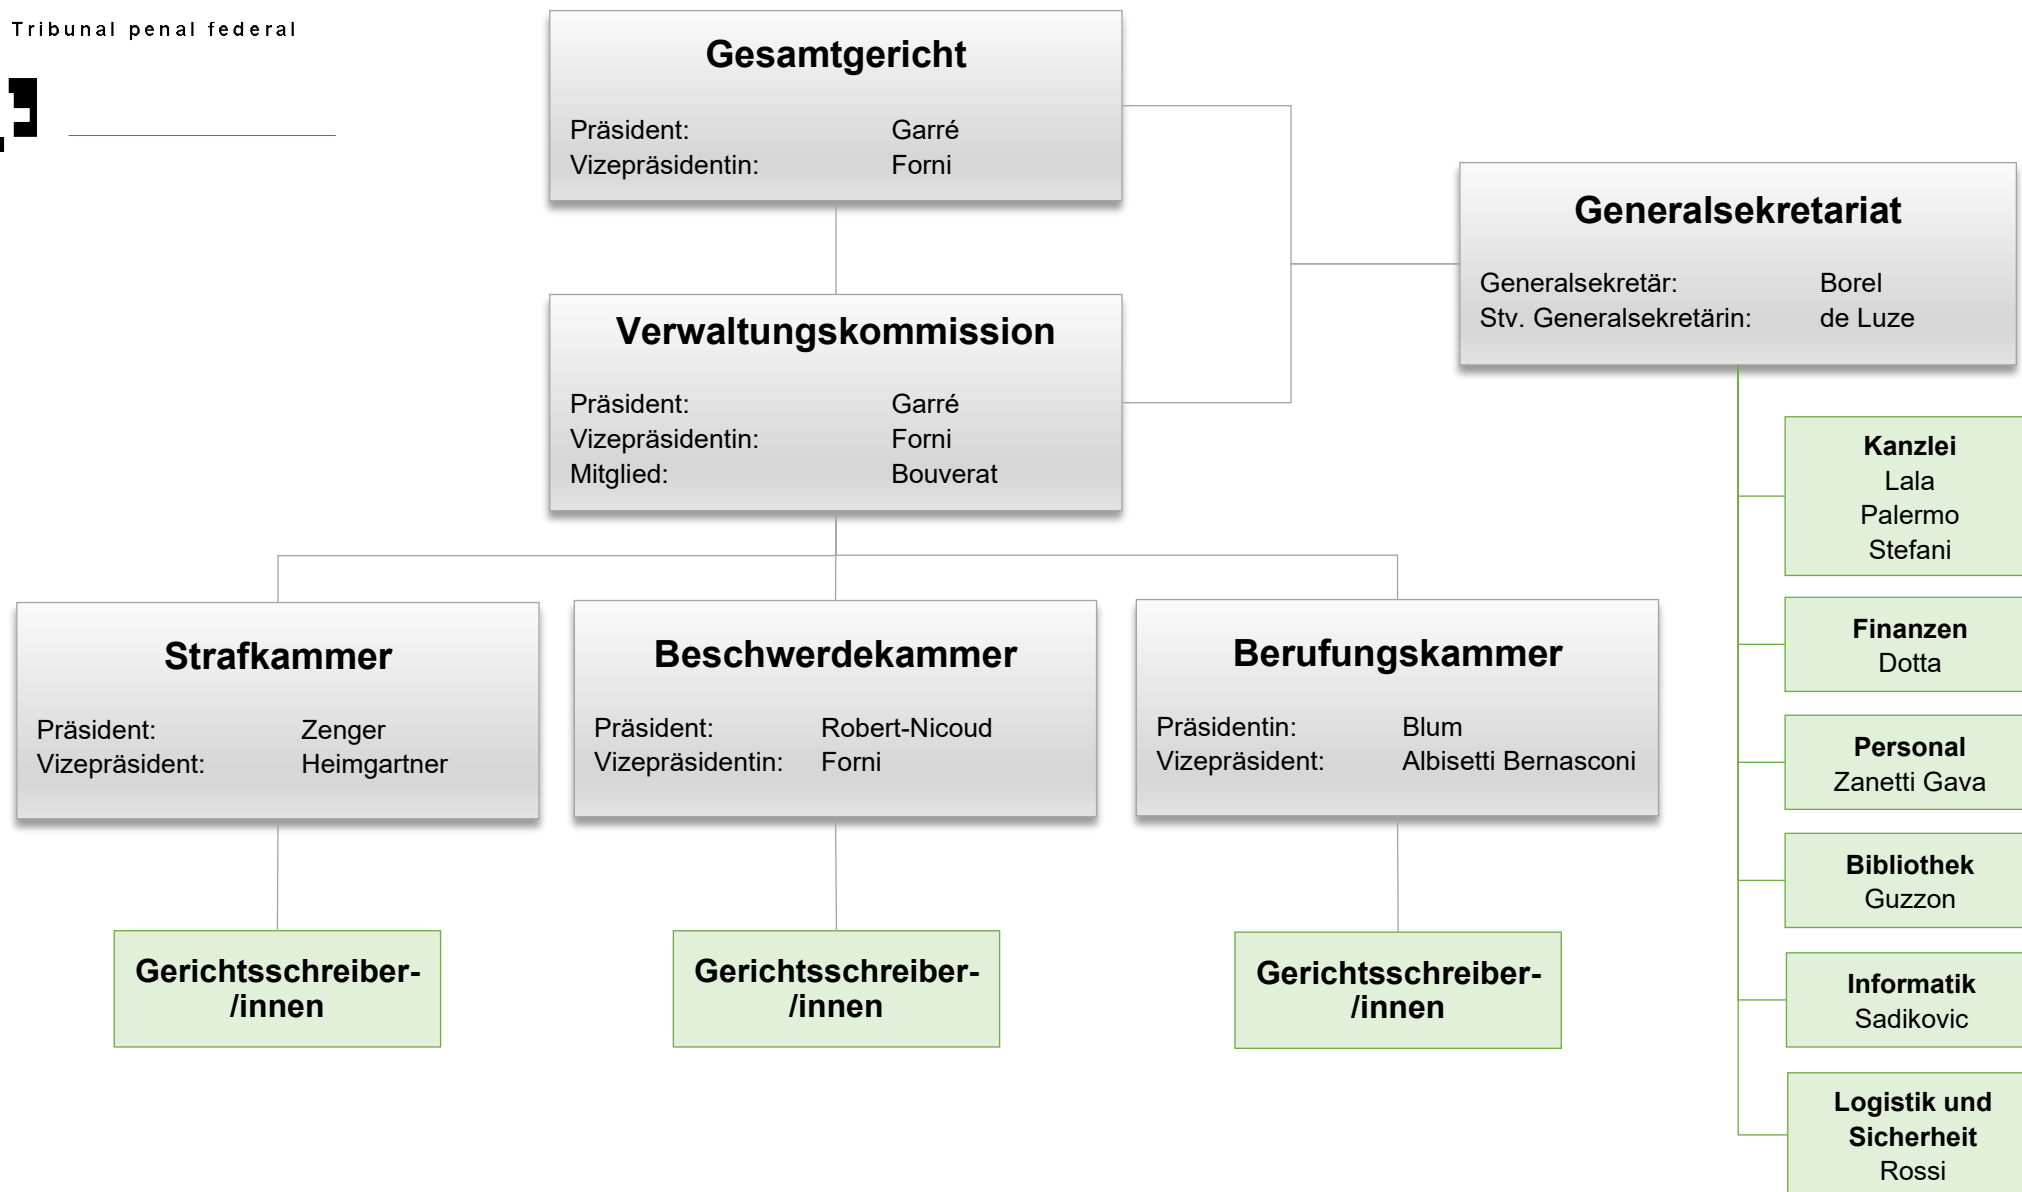 Tribunal penal federal
Gesamtgericht
Präsident: Garré
Vizepräsidentin: Forni
Generalsekretariat
Generalsekretär: Borel
Stv. Generalsekretärin: de Luze
Verwaltungskommission
Präsident: Garré
Vizepräsidentin: Forni
Mitglied: Bouverat
Strafkammer
Präsident: Zenger
Vizepräsident: Heimgartner
Beschwerdekammer
Präsident: Robert-Nicoud
Vizepräsidentin: Forni
Berufungskammer
Präsidentin: Blum
Vizepräsident: Albisetti Bernasconi
Gerichtsschreiber-
/innen
Gerichtsschreiber-
/innen
Gerichtsschreiber-
/innen
Kanzlei
Lala
Palermo
Stefani
Finanzen
Dotta
Personal
Zanetti Gava
Bibliothek
Guzzon
Informatik
Sadikovic
Logistik und
Sicherheit
Rossi